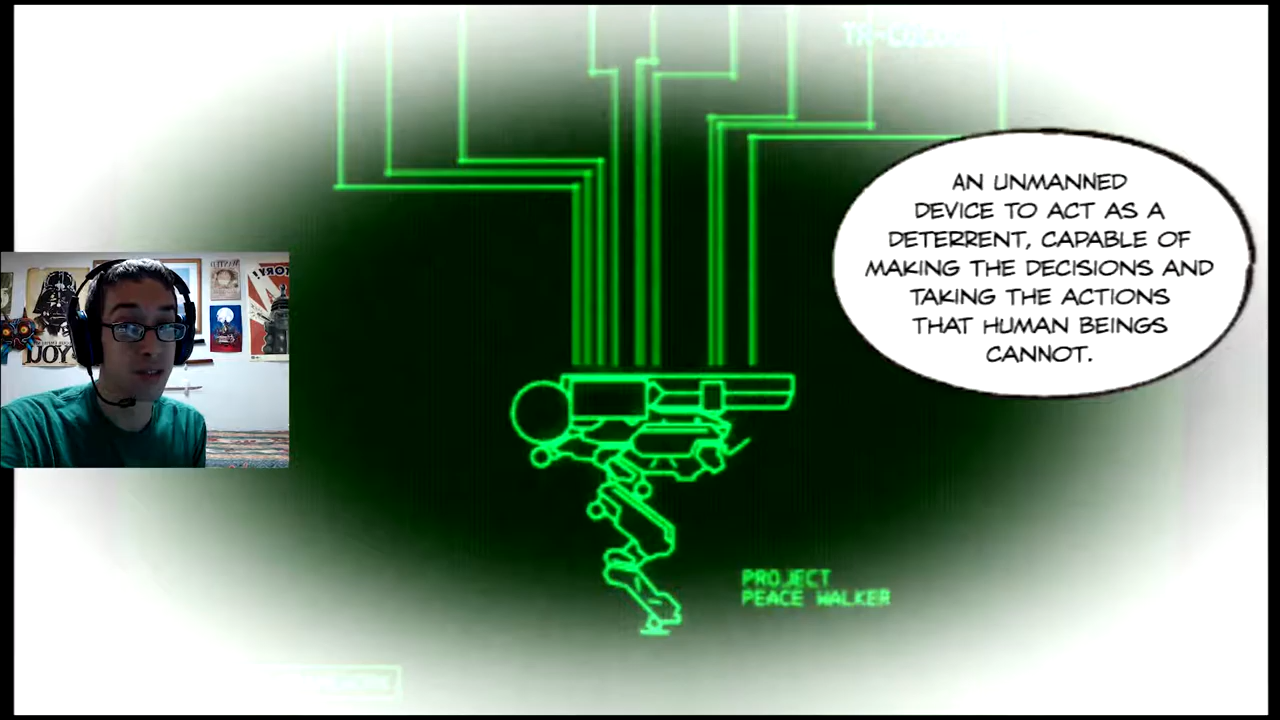 AN UNMANNED
DEVICE TO ACT AS A
DETERRENT, CAPABLE OF
MAKING THE DECISIONS AND
TAKING THE ACTIONS
THAT HUMAN BEINGS
CANNOT.
PROJECT
PEACE WALKER